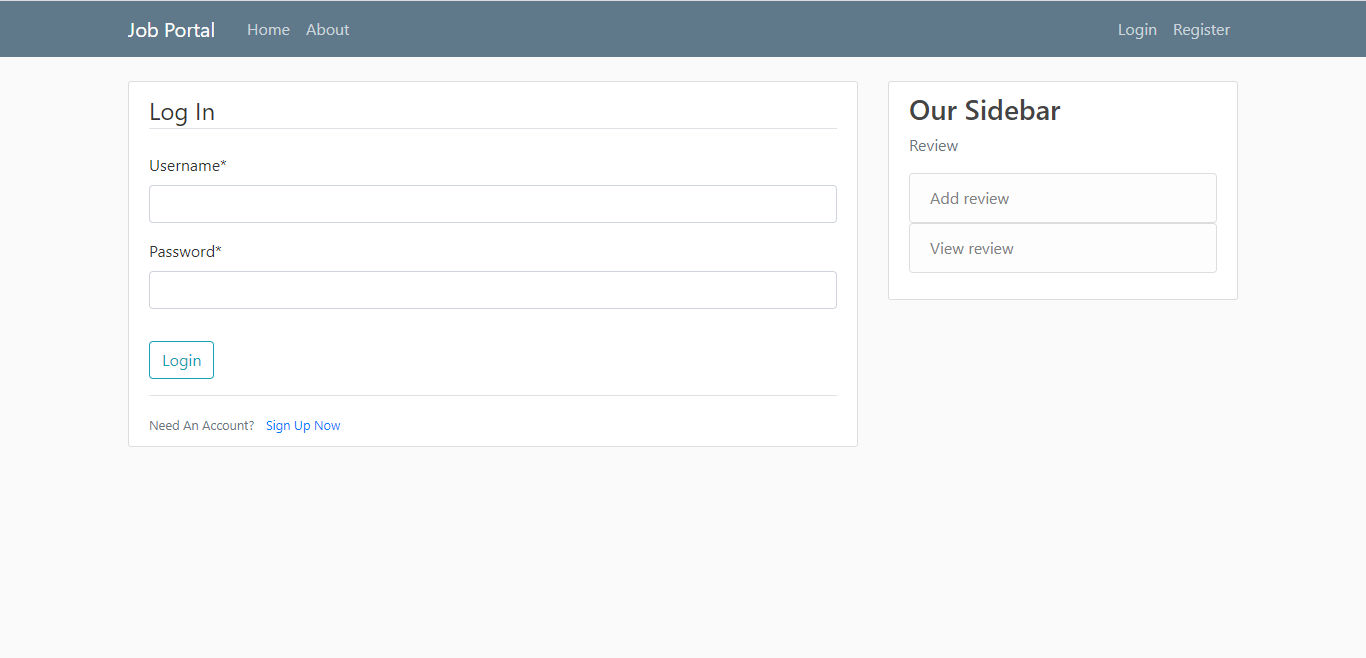 Job Portal Home About Login Register
Log In
Username*
Password*
Login
Need An Account? Sign Up Now
Our Sidebar
Review
Add review
View review